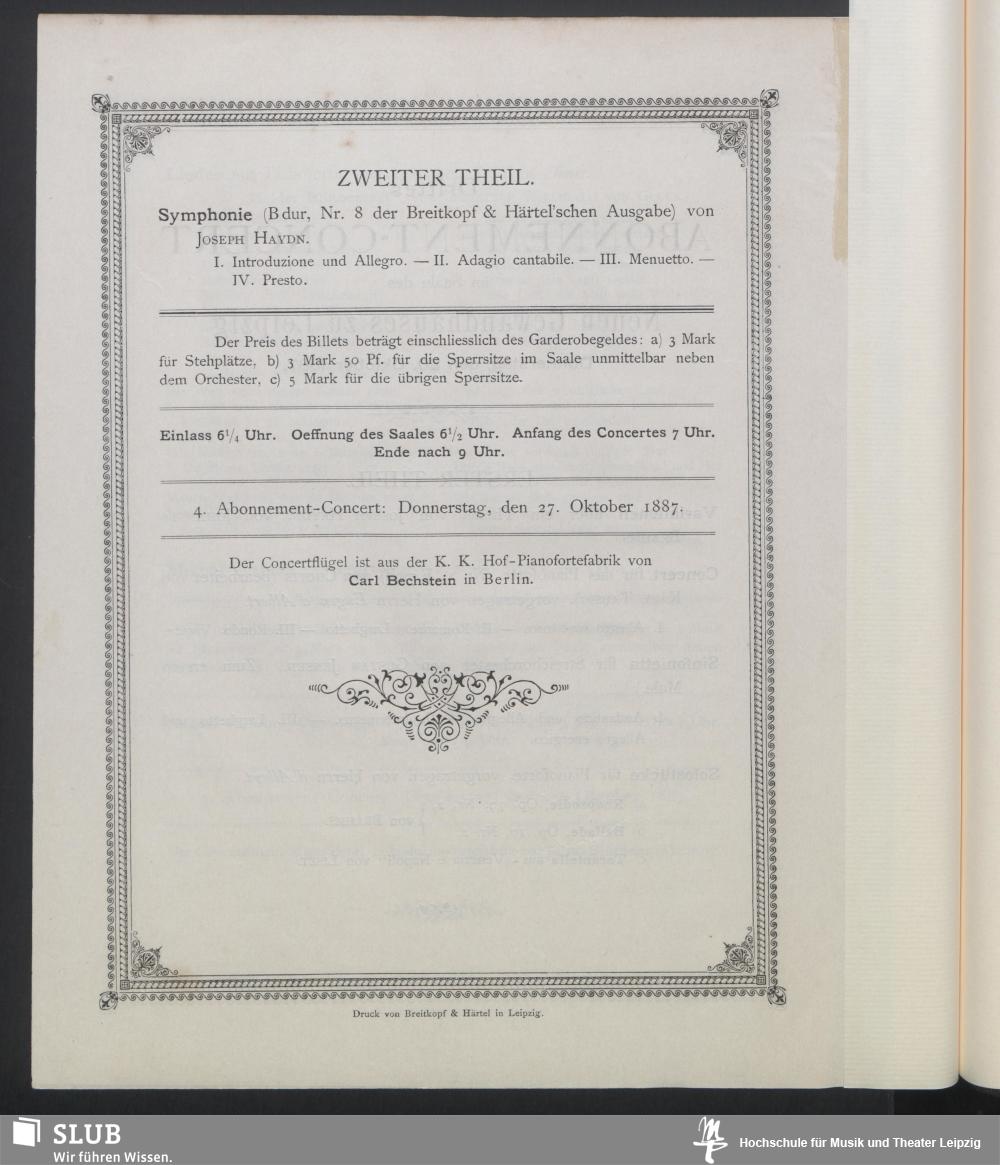 ZWEITER THEIL.
Symphonie (B dur, Nr. 8 der Breitkopf & Härtel'schen Ausgabe) von
JOSEPH HAYDN.
I. Introduzione und Allegro. — II. Adagio cantabile. — III. Menuetto. —
IV. Presto.
Der Preis des Billets beträgt einschliesslich des Garderobegeldes: a) 3 Mark
für Stehplätze, b) 3 Mark 50 Pf. für die Sperrsitze im Saale unmittelbar neben
dem Orchester, c) 5 Mark für die übrigen Sperrsitze.
Einlass 6¼ Uhr. Oeffnung des Saales 6½ Uhr. Anfang des Concertes 7 Uhr.
Ende nach 9 Uhr.
4. Abonnement-Concert: Donnerstag, den 27. Oktober 1887.
Der Concertflügel ist aus der K. K. Hof-Pianofortefabrik von
Carl Bechstein in Berlin.
Druck von Breitkopf & Härtel in Leipzig.
SLUB
Wir führen Wissen.
Hochschule für Musik und Theater Leipzig